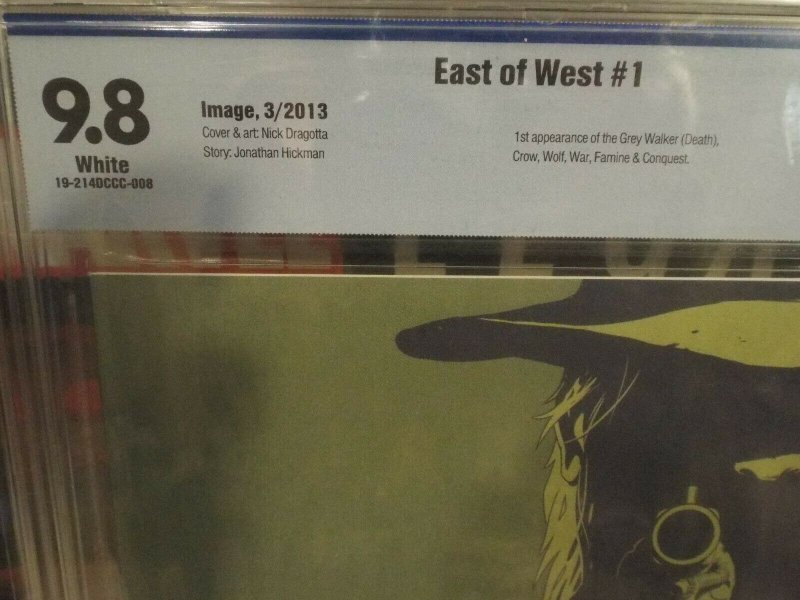 East of West #1
9.8
White
19-214DCCC-008
Image, 3/2013
Cover & art: Nick Dragotta
Story: Jonathan Hickman
1st appearance of the Grey Walker (Death),
Crow, Wolf, War, Famine & Conquest.